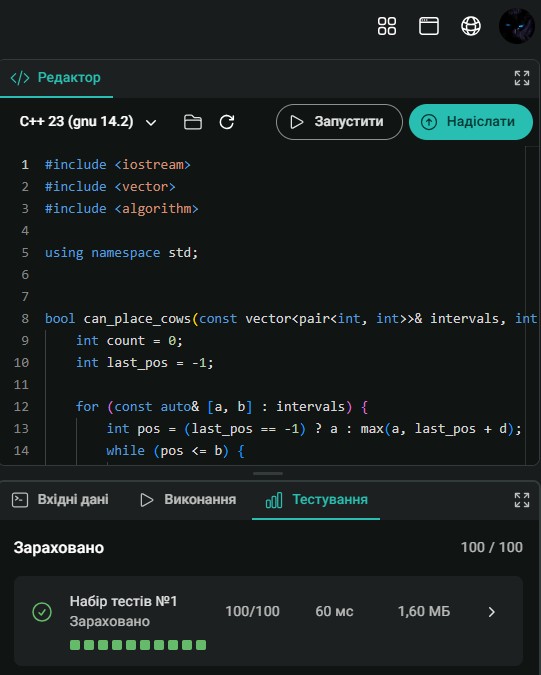 Редактор
C++ 23 (gnu 14.2)
Запустити
Надіслати
1 #include <iostream>
2 #include <vector>
3 #include <algorithm>
4
5 using namespace std;
6
7
8 bool can_place_cows(const vector<pair<int, int>>& intervals, int
9 int count = 0;
10 int last_pos = -1;
11
12 for (const auto& [a, b] : intervals) {
13 int pos = (last_pos == -1) ? a : max(a, last_pos + d);
14 while (pos <= b) {
Вхідні дані
Виконання
Тестування
Зараховано
100 / 100
Набір тестів №1
Зараховано
100/100
60 мс
1,60 МБ